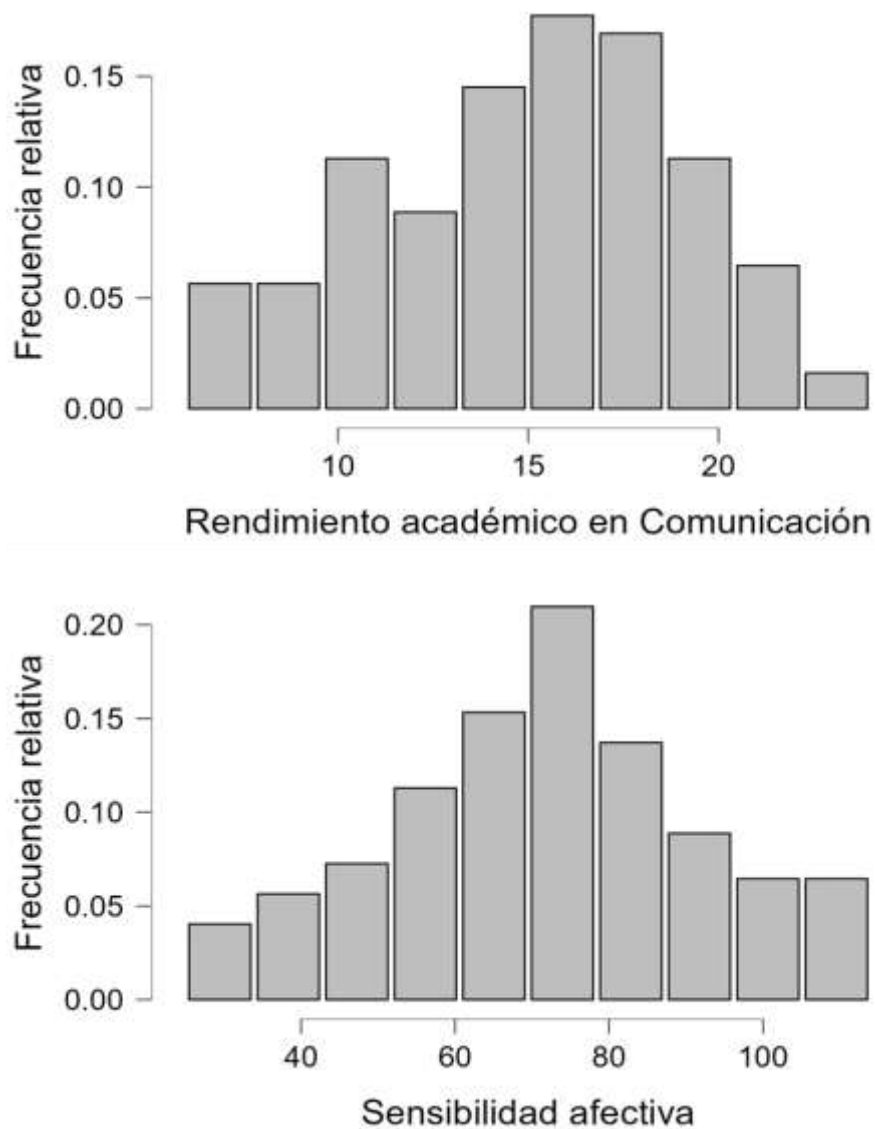 Frecuencia relativa
0.15
0.10
0.05
0.00
10 15 20
Rendimiento académico en Comunicación
Frecuencia relativa
0.20
0.15
0.10
0.05
0.00
40 60 80 100
Sensibilidad afectiva